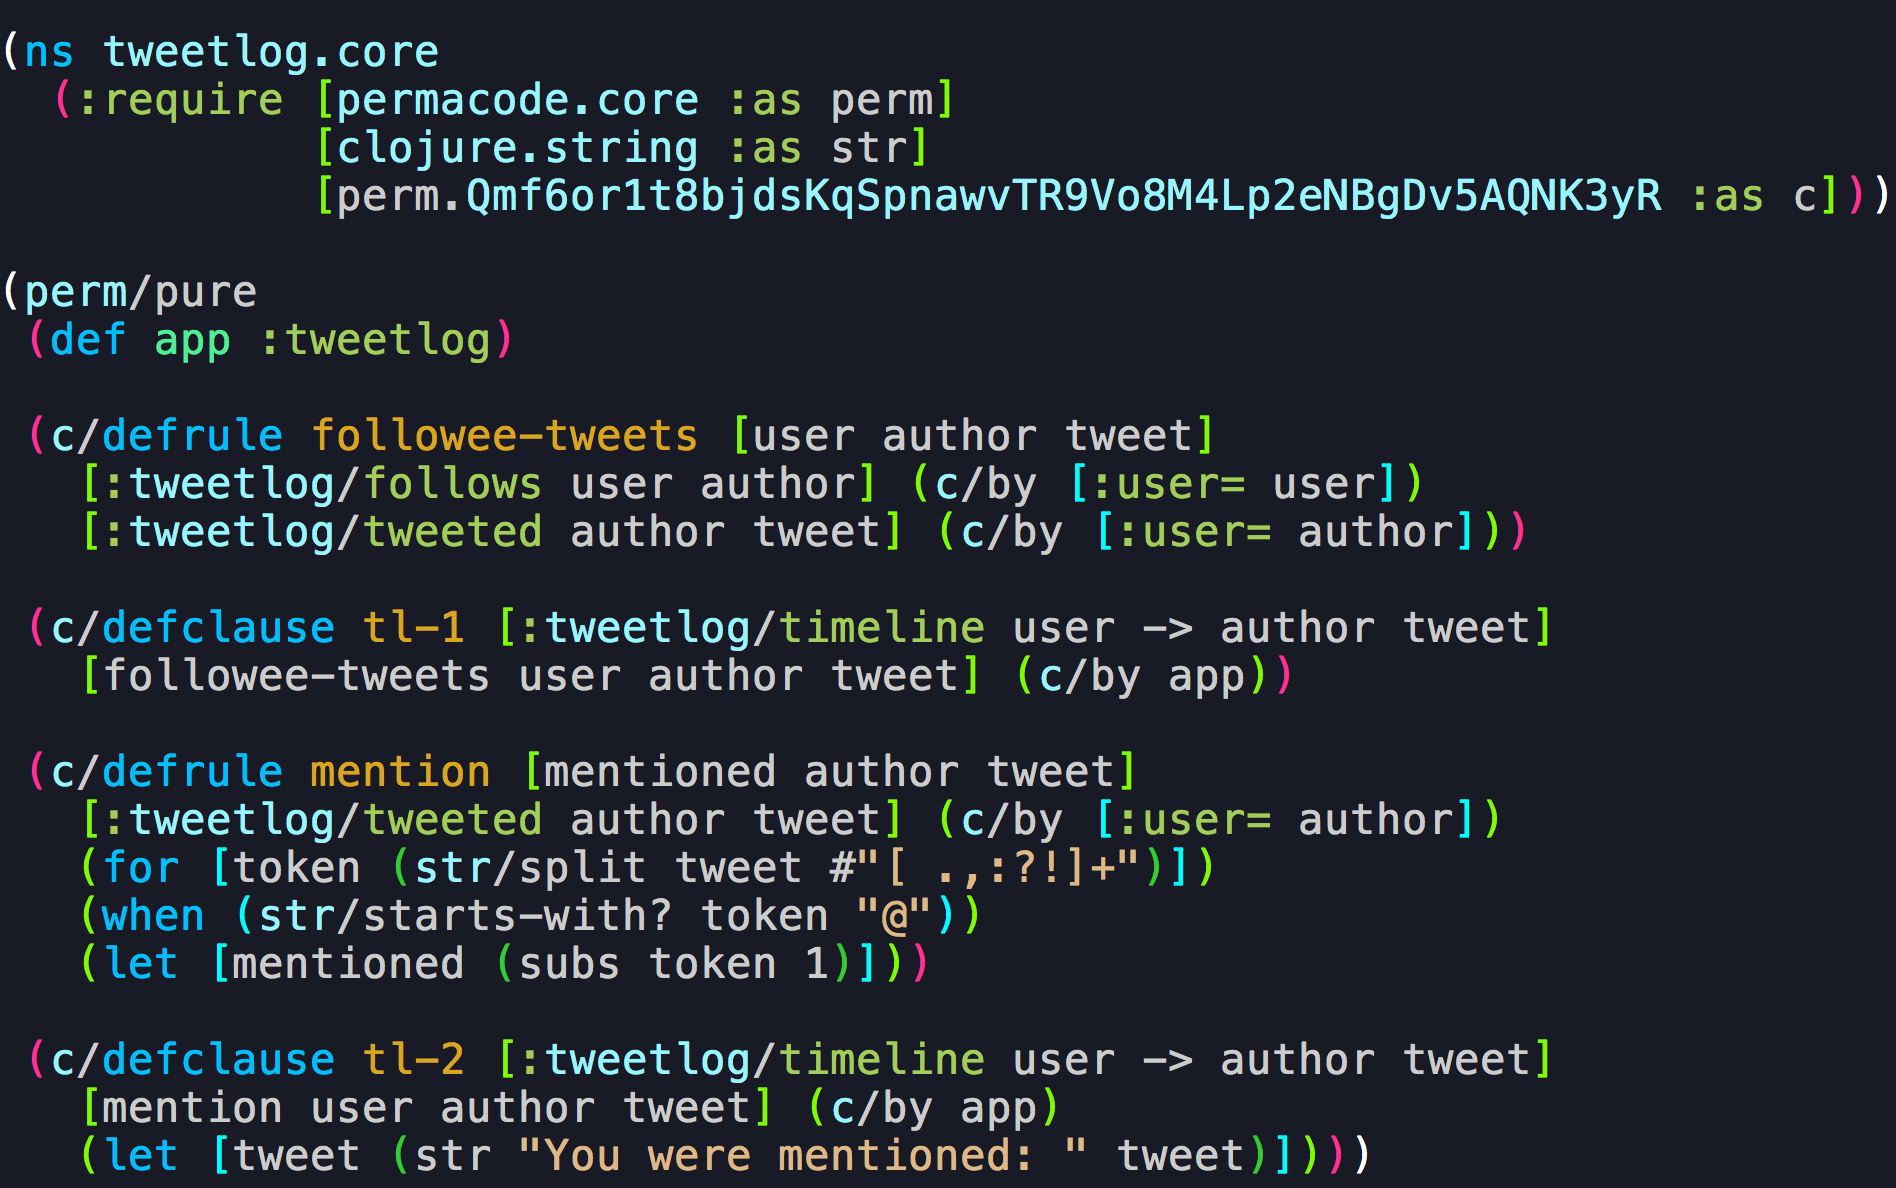 (ns tweetlog.core
  (:require [permacode.core :as perm]
            [clojure.string :as str]
            [perm.Qmf6or1t8bjdsKqSpnawvTR9Vo8M4Lp2eNBgDv5AQNK3yR :as c]))

(perm/pure
 (def app :tweetlog)

 (c/defrule followee-tweets [user author tweet]
   [:tweetlog/follows user author] (c/by [:user= user])
   [:tweetlog/tweeted author tweet] (c/by [:user= author]))

 (c/defclause tl-1 [:tweetlog/timeline user -> author tweet]
   [followee-tweets user author tweet] (c/by app))

 (c/defrule mention [mentioned author tweet]
   [:tweetlog/tweeted author tweet] (c/by [:user= author])
   (for [token (str/split tweet #"[ .,:?!]+")])
   (when (str/starts-with? token "@"))
   (let [mentioned (subs token 1)]))

 (c/defclause tl-2 [:tweetlog/timeline user -> author tweet]
   [mention user author tweet] (c/by app)
   (let [tweet (str "You were mentioned: " tweet)])))